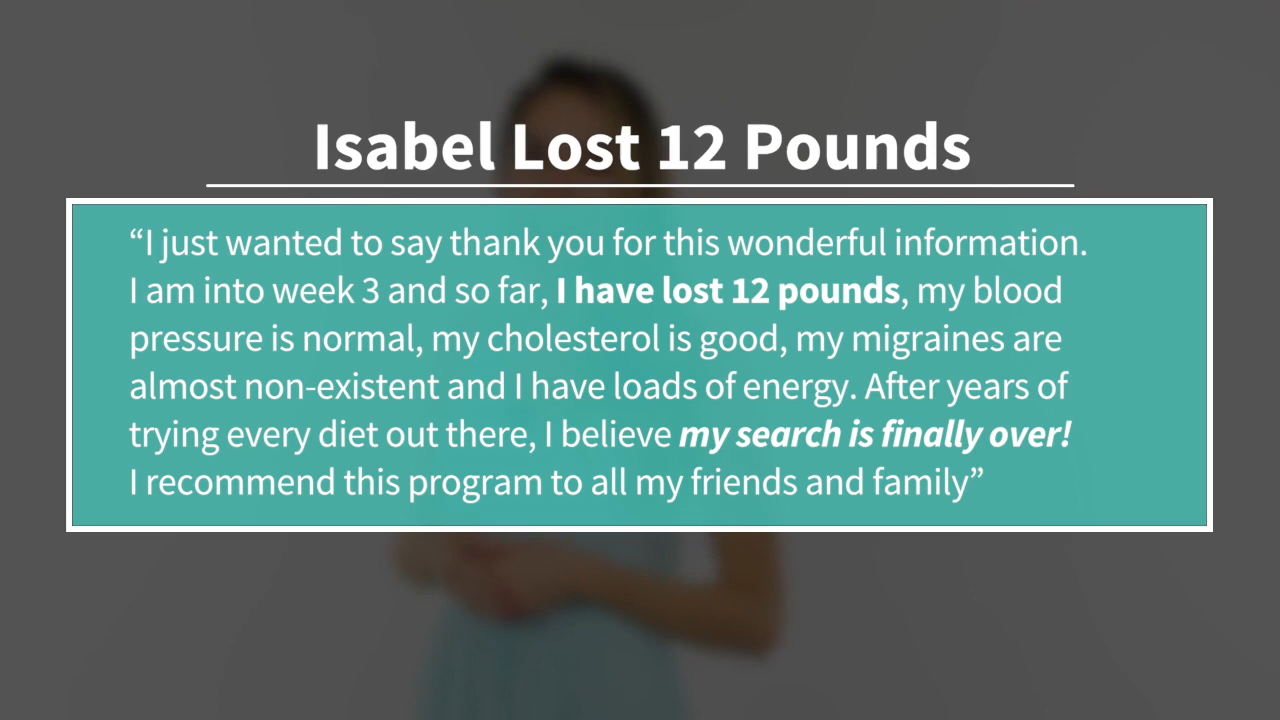 Isabel Lost 12 Pounds
“I just wanted to say thank you for this wonderful information.
I am into week 3 and so far, I have lost 12 pounds, my blood
pressure is normal, my cholesterol is good, my migraines are
almost non-existent and I have loads of energy. After years of
trying every diet out there, I believe my search is finally over!
I recommend this program to all my friends and family”